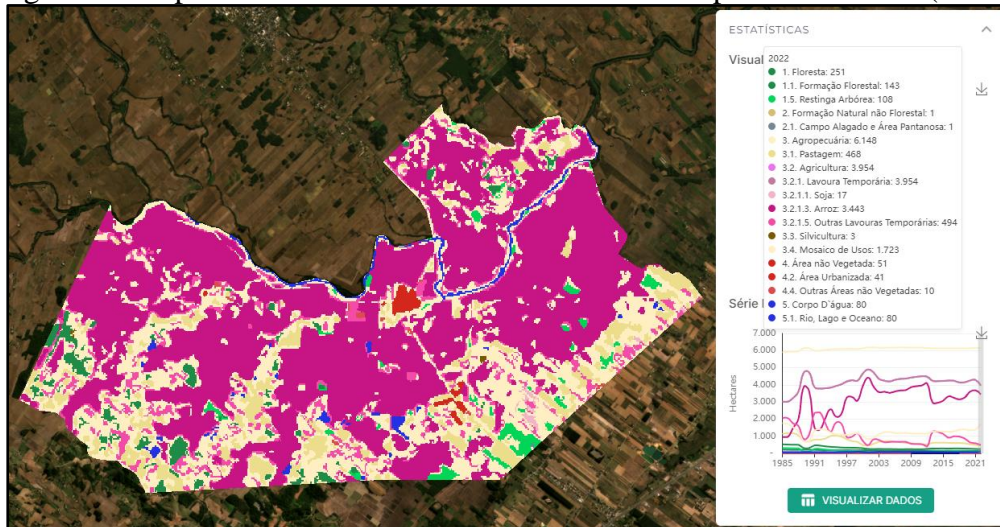 ESTATÍSTICAS
Visual
2022
1. Floresta: 251
1.1. Formação Florestal: 143
1.5. Restinga Arbórea: 108
2. Formação Natural não Florestal: 1
2.1. Campo Alagado e Área Pantanosa: 1
3. Agropecuária: 6.148
3.1. Pastagem: 468
3.2. Agricultura: 3.954
3.2.1. Lavoura Temporária: 3.954
3.2.1.1. Soja: 17
3.2.1.3. Arroz: 3.443
3.2.1.5. Outras Lavouras Temporárias: 494
3.3. Silvicultura: 3
3.4. Mosaico de Usos: 1.723
4. Área não Vegetada: 51
4.2. Área Urbanizada: 41
4.4. Outras Áreas não Vegetadas: 10
5. Corpo D`água: 80
5.1. Rio, Lago e Oceano: 80
Série
7.000
6.000
5.000
4.000
3.000
2.000
1.000
-
Hectares
1985 1991 1997 2003 2009 2015 2021
VISUALIZAR DADOS